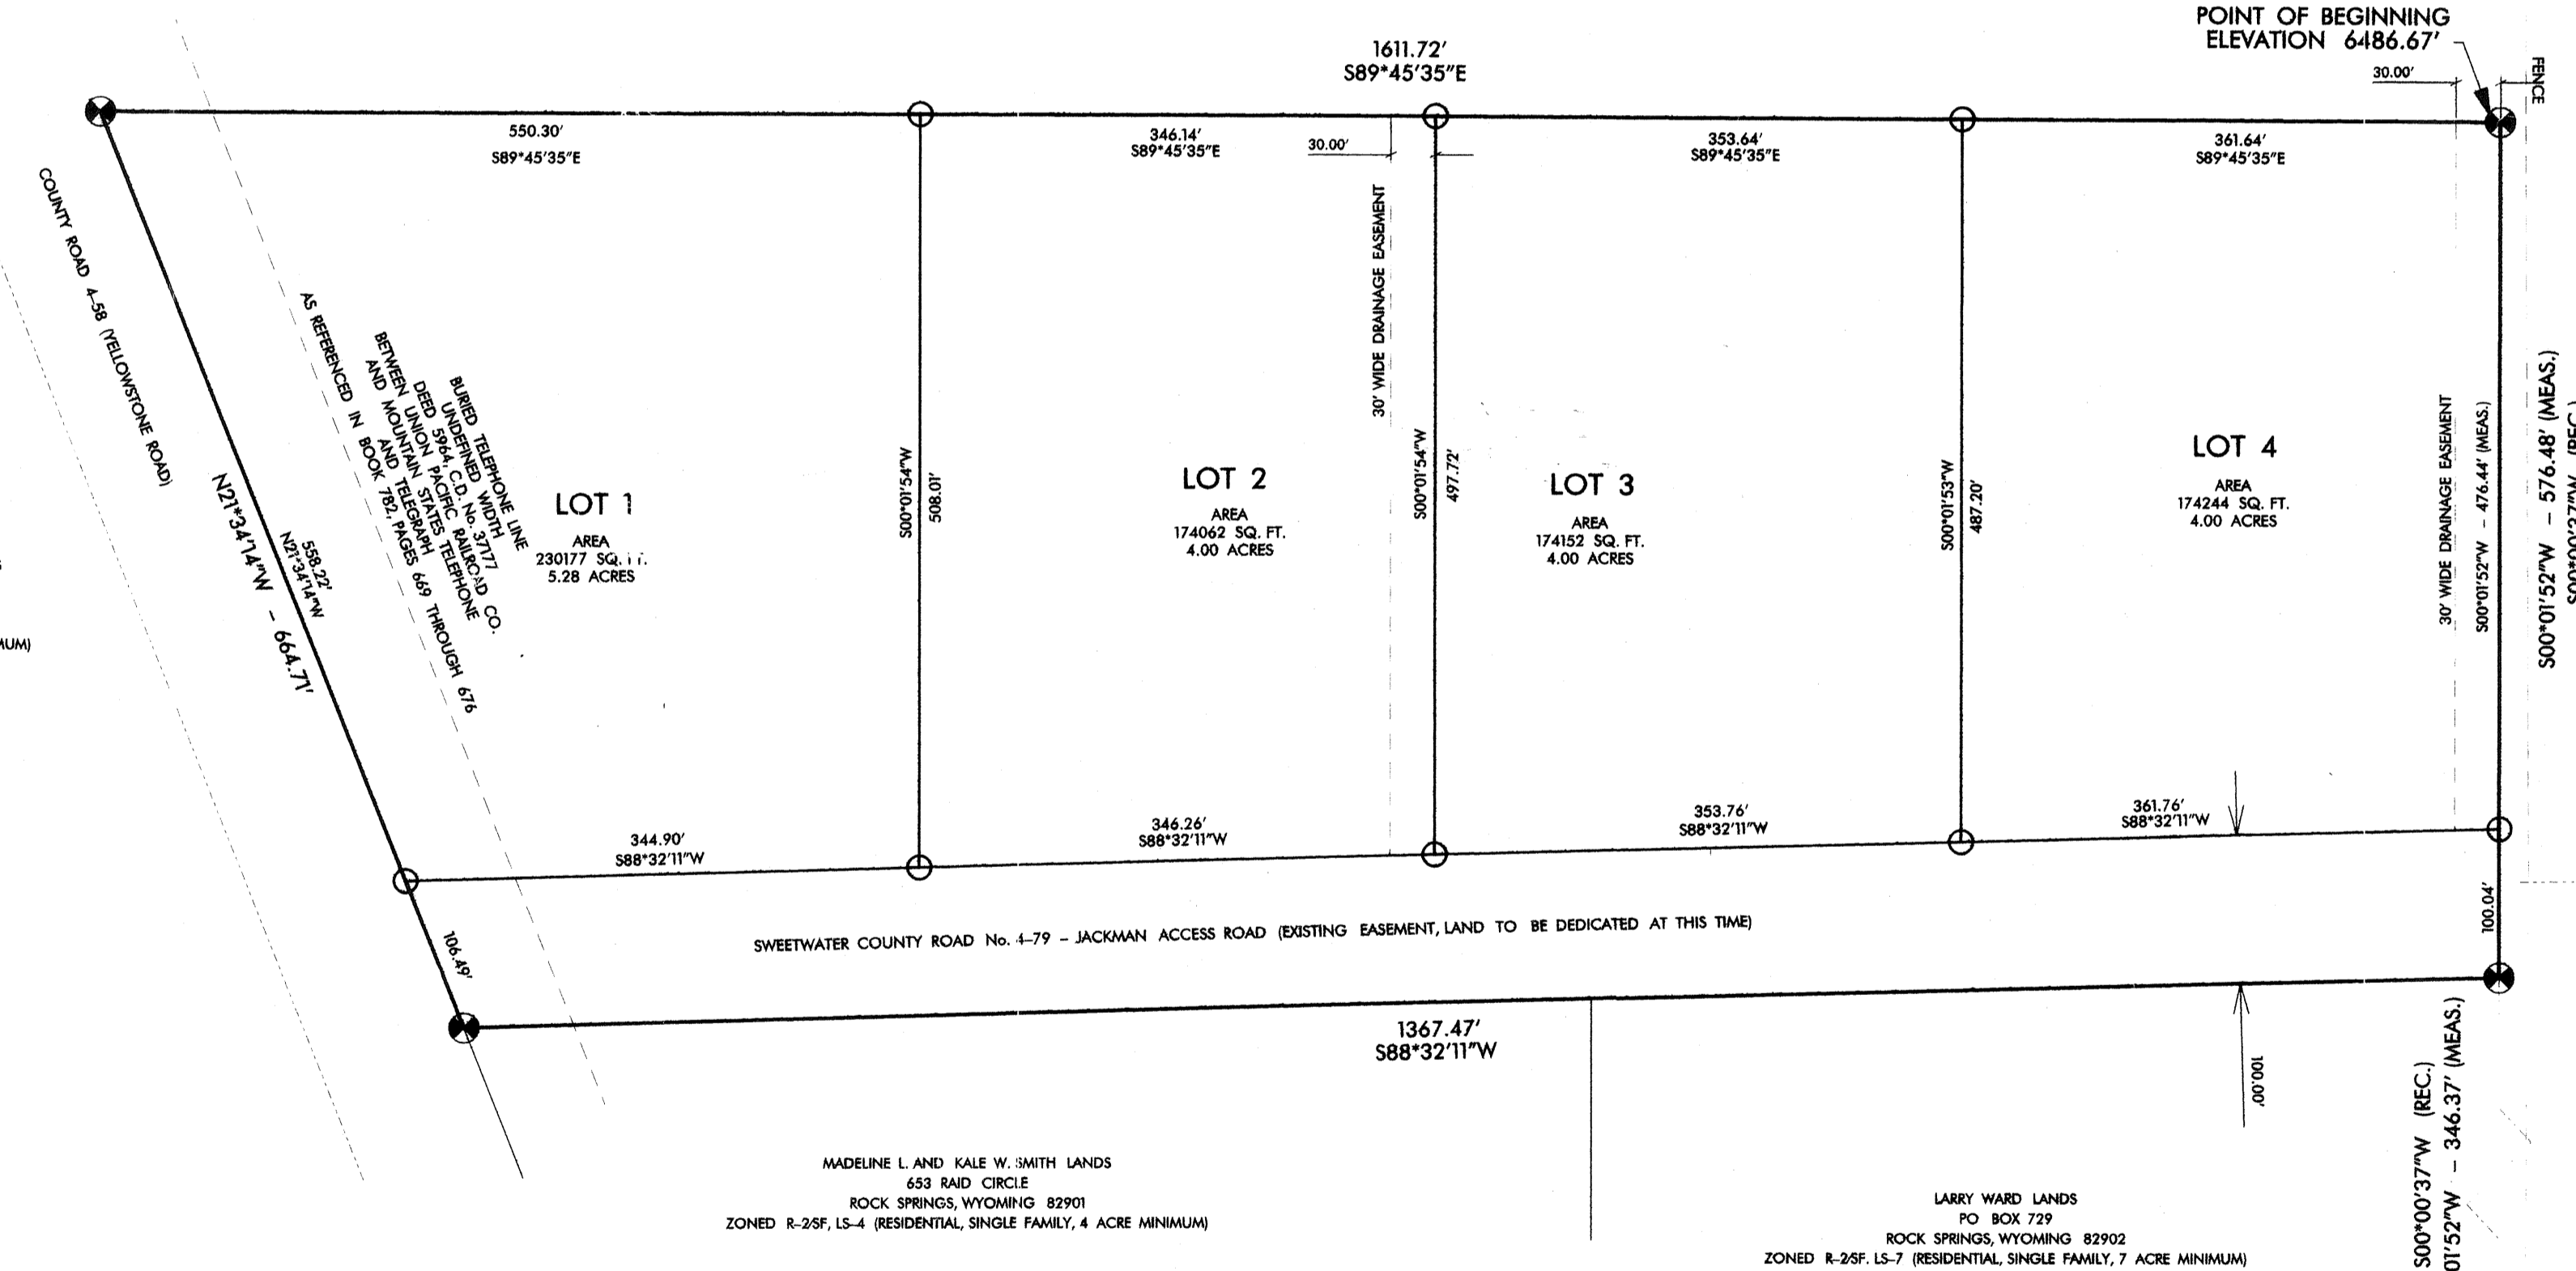 POINT OF BEGINNING
ELEVATION 6486.67'
1611.72'
S89*45'35"E
30.00'
FENCE
550.30'
S89*45'35"E
346.14'
S89*45'35"E
30.00'
353.64'
S89*45'35"E
361.64'
S89*45'35"E
COUNTY ROAD 4-58 (YELLOWSTONE ROAD)
N21*34'14"W - 664.71'
558.22'
N21*34'14"W
BURIED TELEPHONE LINE
UNDEFINED WIDTH
DEED 5964, C.D. No. 37177
BETWEEN UNION PACIFIC RAILROAD CO.
AND MOUNTAIN STATES TELEPHONE
AND TELEGRAPH
AS REFERENCED IN BOOK 782, PAGES 669 THROUGH 676
LOT 1
AREA
230177 SQ. FT.
5.28 ACRES
S00*01'54"W
508.01'
LOT 2
AREA
174062 SQ. FT.
4.00 ACRES
30' WIDE DRAINAGE EASEMENT
S00*01'54"W
497.72'
LOT 3
AREA
174152 SQ. FT.
4.00 ACRES
S00*01'53"W
487.20'
LOT 4
AREA
174244 SQ. FT.
4.00 ACRES
30' WIDE DRAINAGE EASEMENT
S00*01'52"W - 476.44' (MEAS.)
S00*01'52"W - 576.48' (MEAS.)
S00*00'37"W (REC.)
MUM)
344.90'
S88*32'11"W
346.26'
S88*32'11"W
353.76'
S88*32'11"W
361.76'
S88*32'11"W
106.49'
SWEETWATER COUNTY ROAD No. 4-79 - JACKMAN ACCESS ROAD (EXISTING EASEMENT, LAND TO BE DEDICATED AT THIS TIME)
100.04'
1367.47'
S88*32'11"W
100.00'
S00*00'37"W (REC.)
01'52"W - 346.37' (MEAS.)
MADELINE L. AND KALE W. SMITH LANDS
653 RAID CIRCLE
ROCK SPRINGS, WYOMING 82901
ZONED R-2/SF, LS-4 (RESIDENTIAL, SINGLE FAMILY, 4 ACRE MINIMUM)
LARRY WARD LANDS
PO BOX 729
ROCK SPRINGS, WYOMING 82902
ZONED R-2/SF. LS-7 (RESIDENTIAL, SINGLE FAMILY, 7 ACRE MINIMUM)